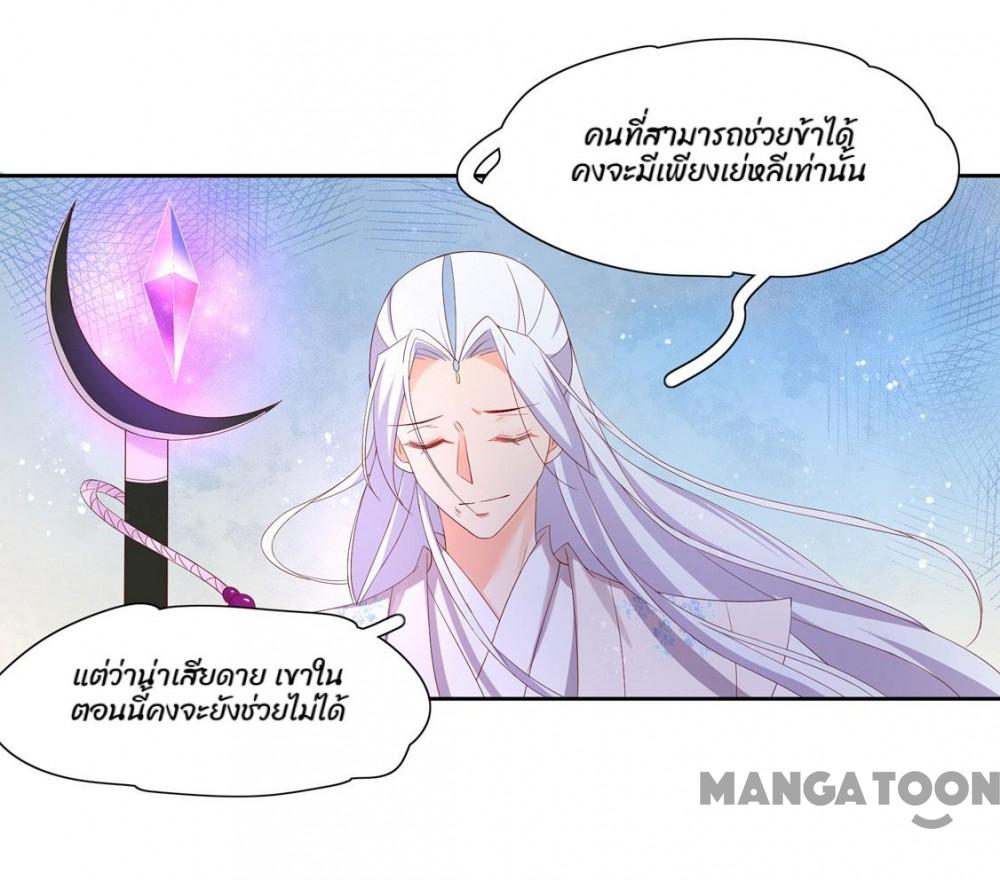 คนที่สามารถช่วยข้าได้
คงจะมีเพียงเย่หลีเท่านั้น
แต่ว่าน่าเสียดาย เขาใน
ตอนนี้คงจะยังช่วยไม่ได้
MANGATOON